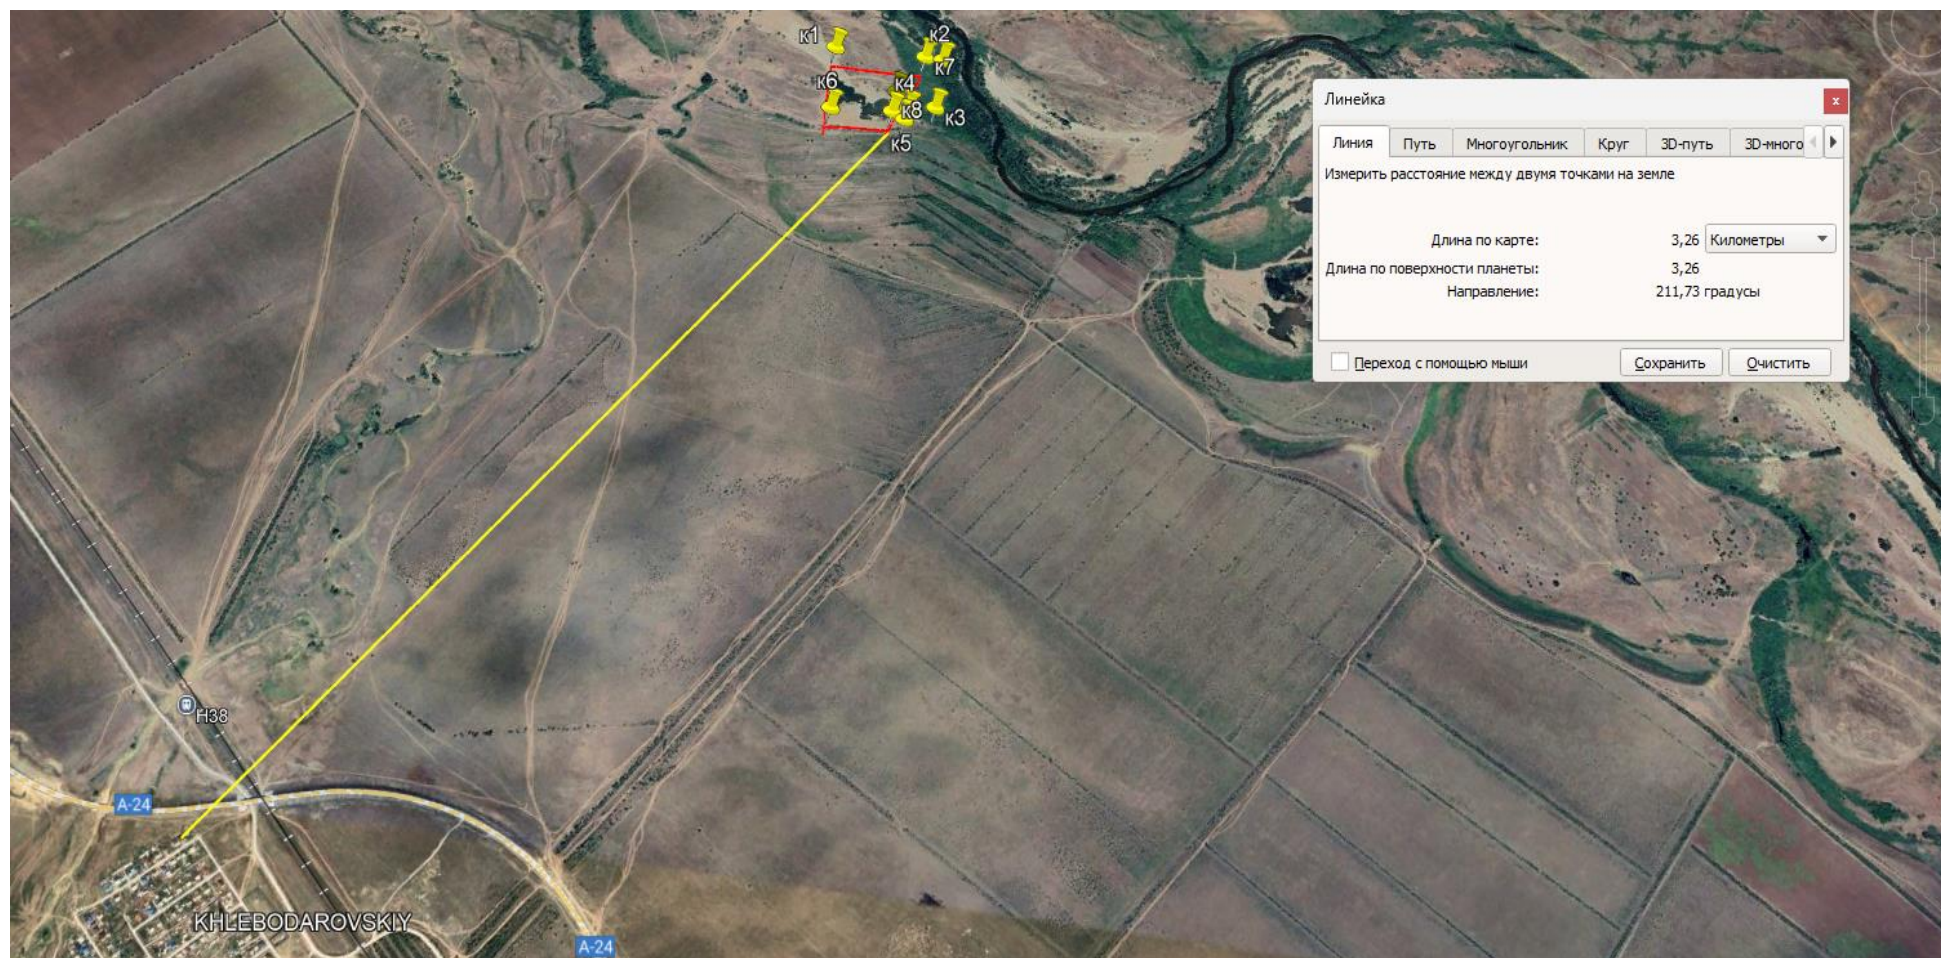 к1
к2
к7
к6
к4
к8
к3
к5
Линейка
x
Линия
Путь
Многоугольник
Круг
3D-путь
3D-много
Измерить расстояние между двумя точками на земле
Длина по карте: 3,26 Километры
Длина по поверхности планеты: 3,26
Направление: 211,73 градусы
Переход с помощью мыши
Сохранить
Очистить
H38
A-24
KHLEBODAROVSKIY
A-24